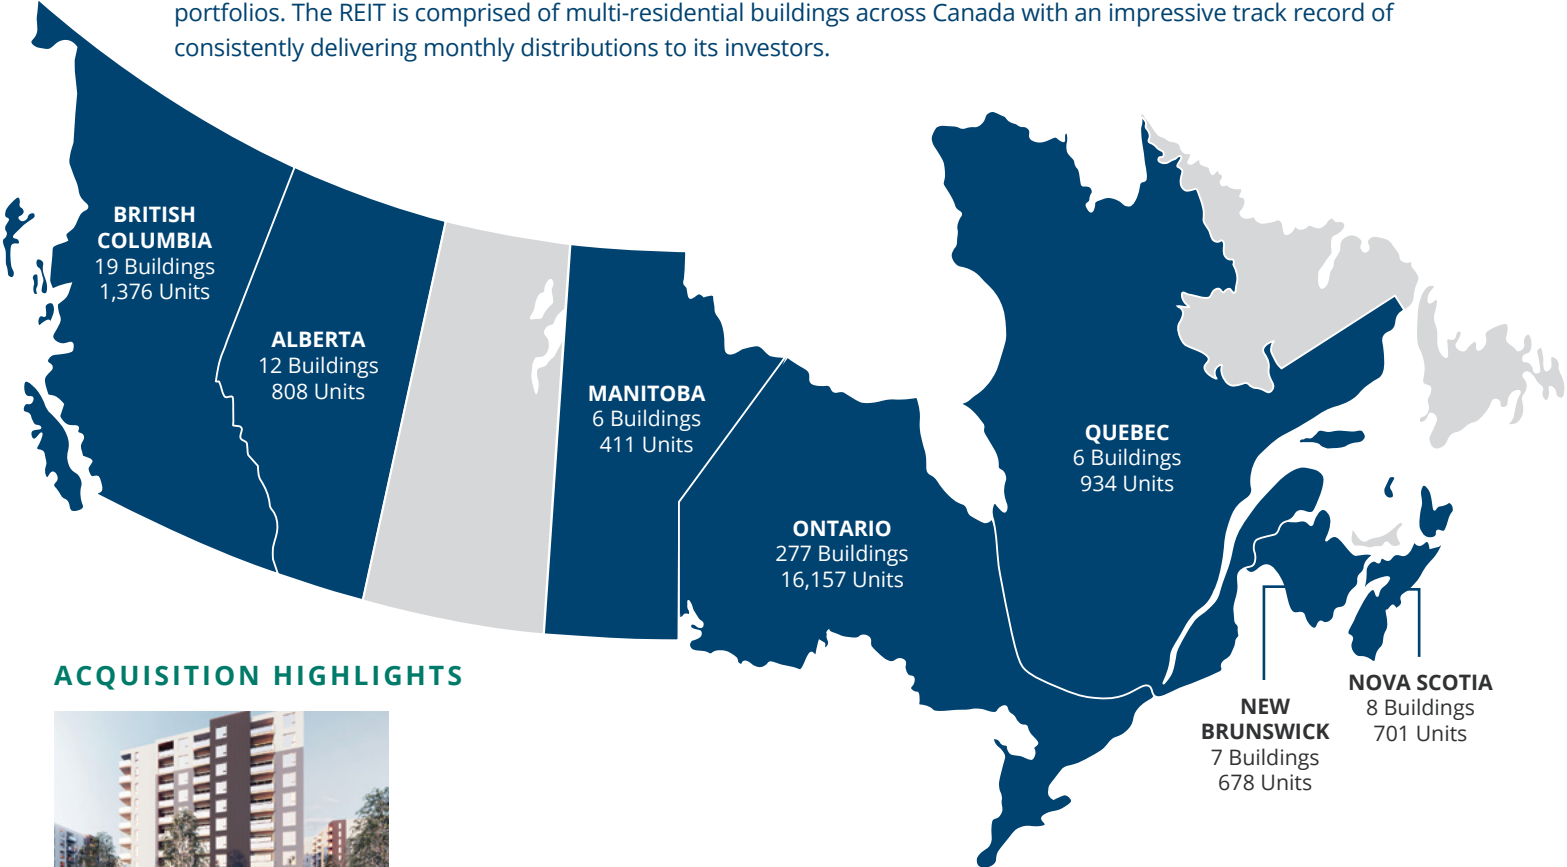 portfolios. The REIT is comprised of multi-residential buildings across Canada with an impressive track record of
consistently delivering monthly distributions to its investors.
BRITISH
COLUMBIA
19 Buildings
1,376 Units
ALBERTA
12 Buildings
808 Units
MANITOBA
6 Buildings
411 Units
ONTARIO
277 Buildings
16,157 Units
QUEBEC
6 Buildings
934 Units
NEW
BRUNSWICK
7 Buildings
678 Units
NOVA SCOTIA
8 Buildings
701 Units
ACQUISITION HIGHLIGHTS